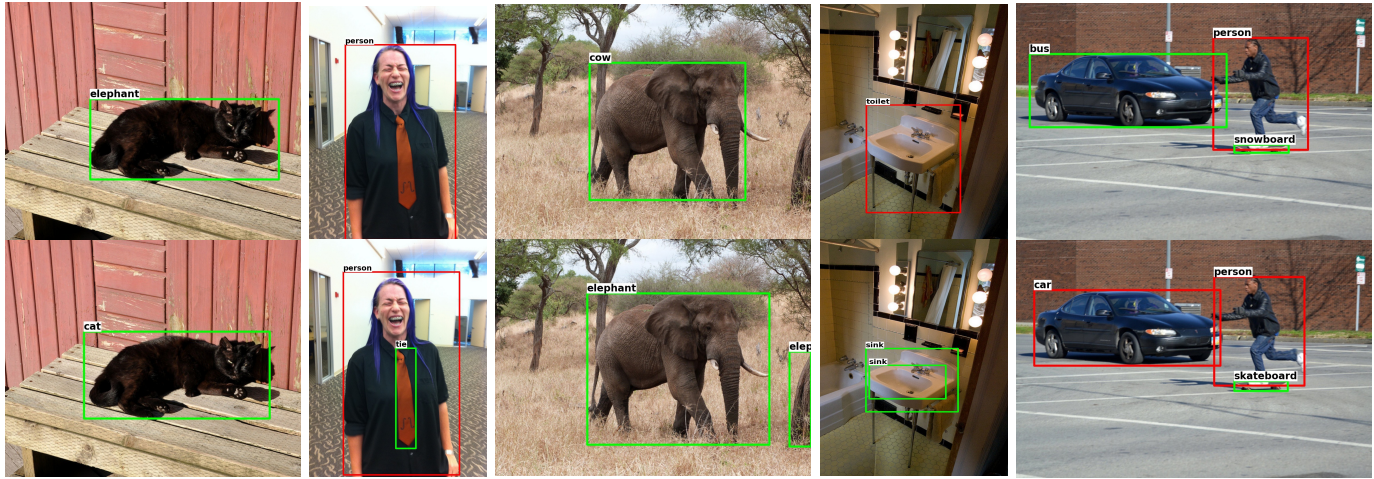 elephant
person
cow
toilet
bus
person
snowboard
cat
person
tie
elephant
elep
sink
sink
car
person
skateboard